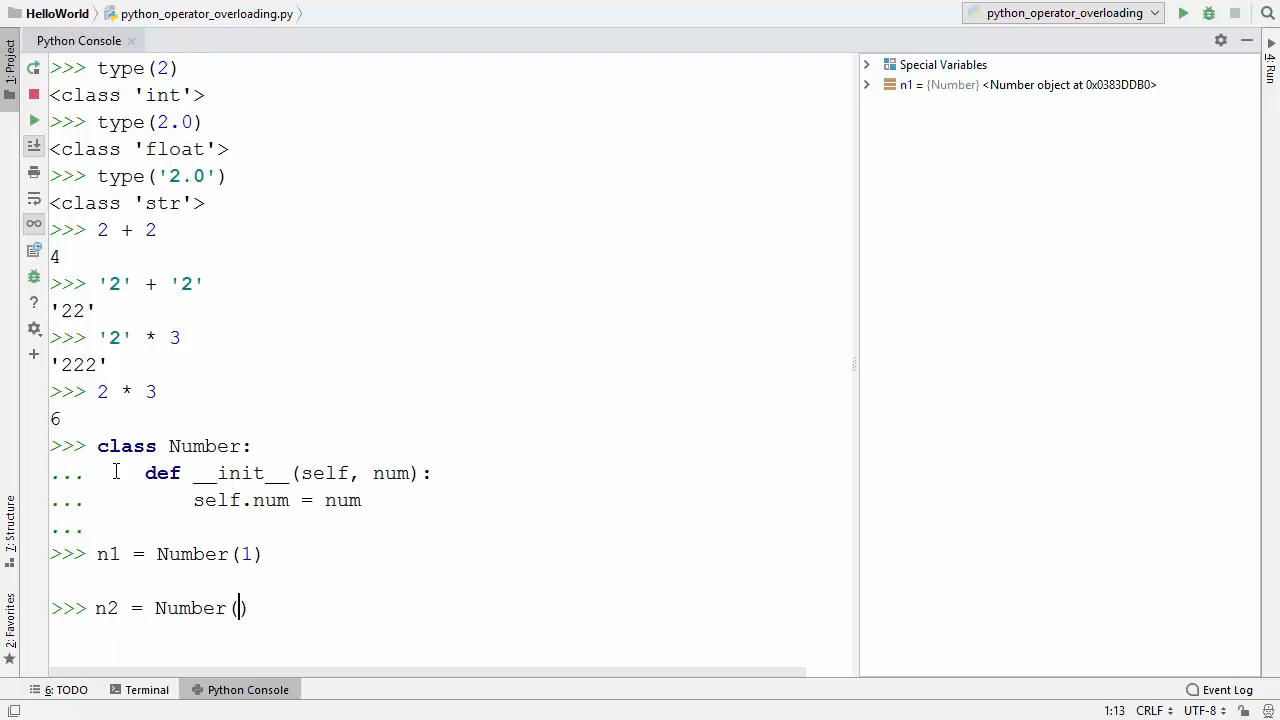 HelloWorld python_operator_overloading.py python_operator_overloading
Python Console
1: Project
>>> type(2)
<class 'int'>
>>> type(2.0)
<class 'float'>
>>> type('2.0')
<class 'str'>
>>> 2 + 2
4
>>> '2' + '2'
'22'
>>> '2' * 3
'222'
>>> 2 * 3
6
>>> class Number:
...     def __init__(self, num):
...         self.num = num
...
>>> n1 = Number(1)
>>> n2 = Number()
Special Variables
n1 = {Number} <Number object at 0x0383DDB0>
4: Run
7: Structure
2: Favorites
6: TODO Terminal Python Console Event Log
1:13 CRLF UTF-8